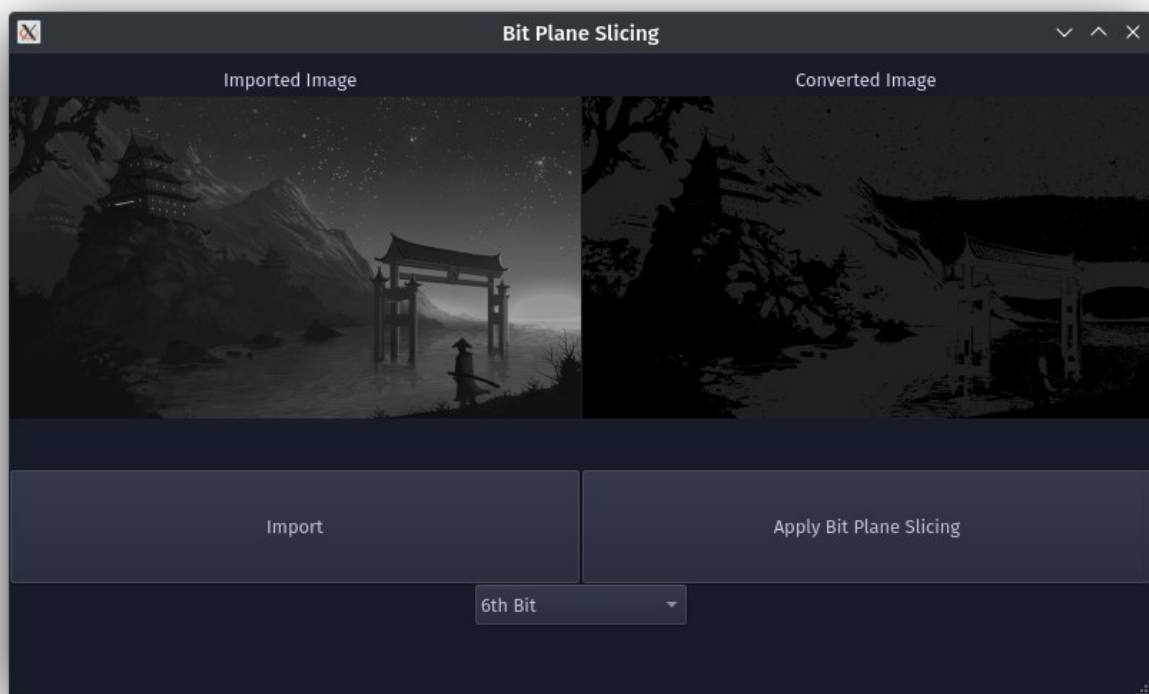 Bit Plane Slicing
Imported Image
Converted Image
Import
Apply Bit Plane Slicing
6th Bit